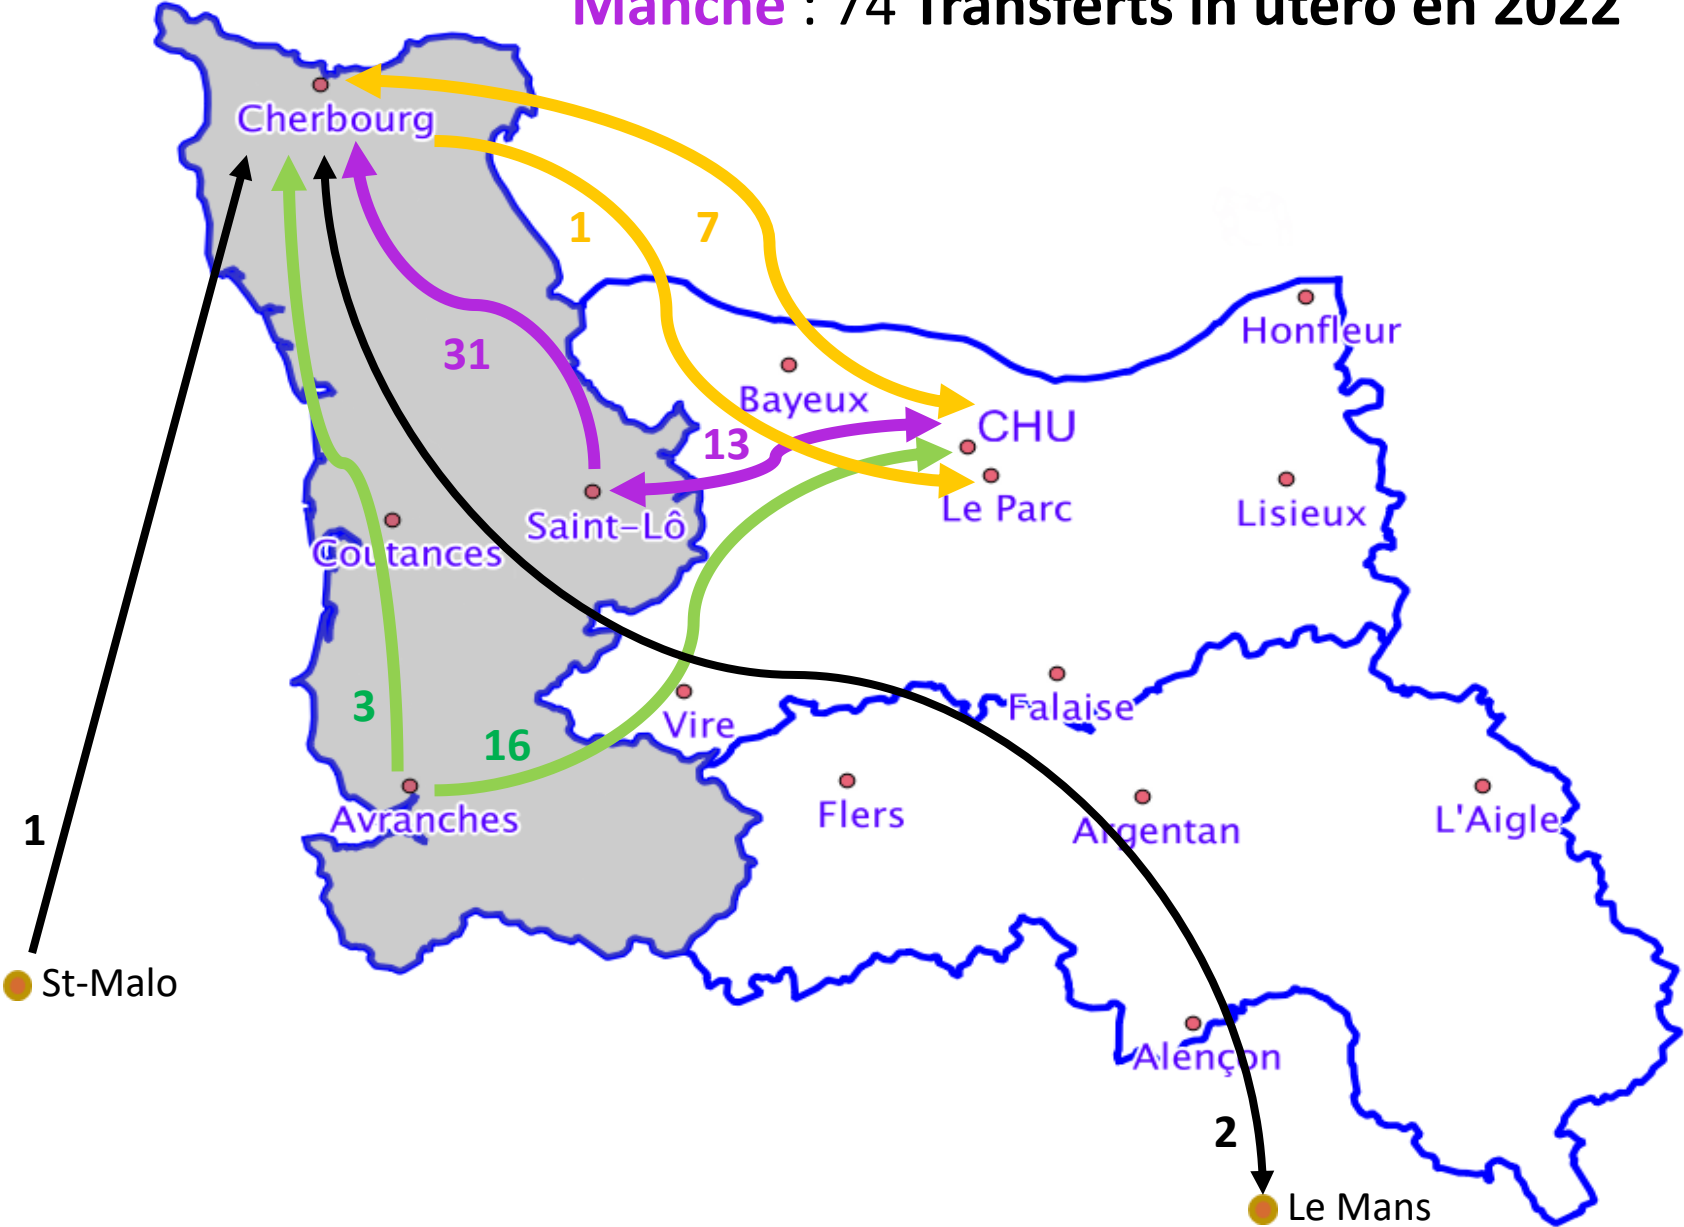 Manche : 74 Transferts in utero en 2022
Cherbourg
1
7
Honfleur
31
Bayeux
13
CHU
Le Parc
Lisieux
Saint-Lô
Coutances
3
16
Vire
Falaise
Avranches
Flers
Argentan
L'Aigle
1
St-Malo
Alençon
2
Le Mans